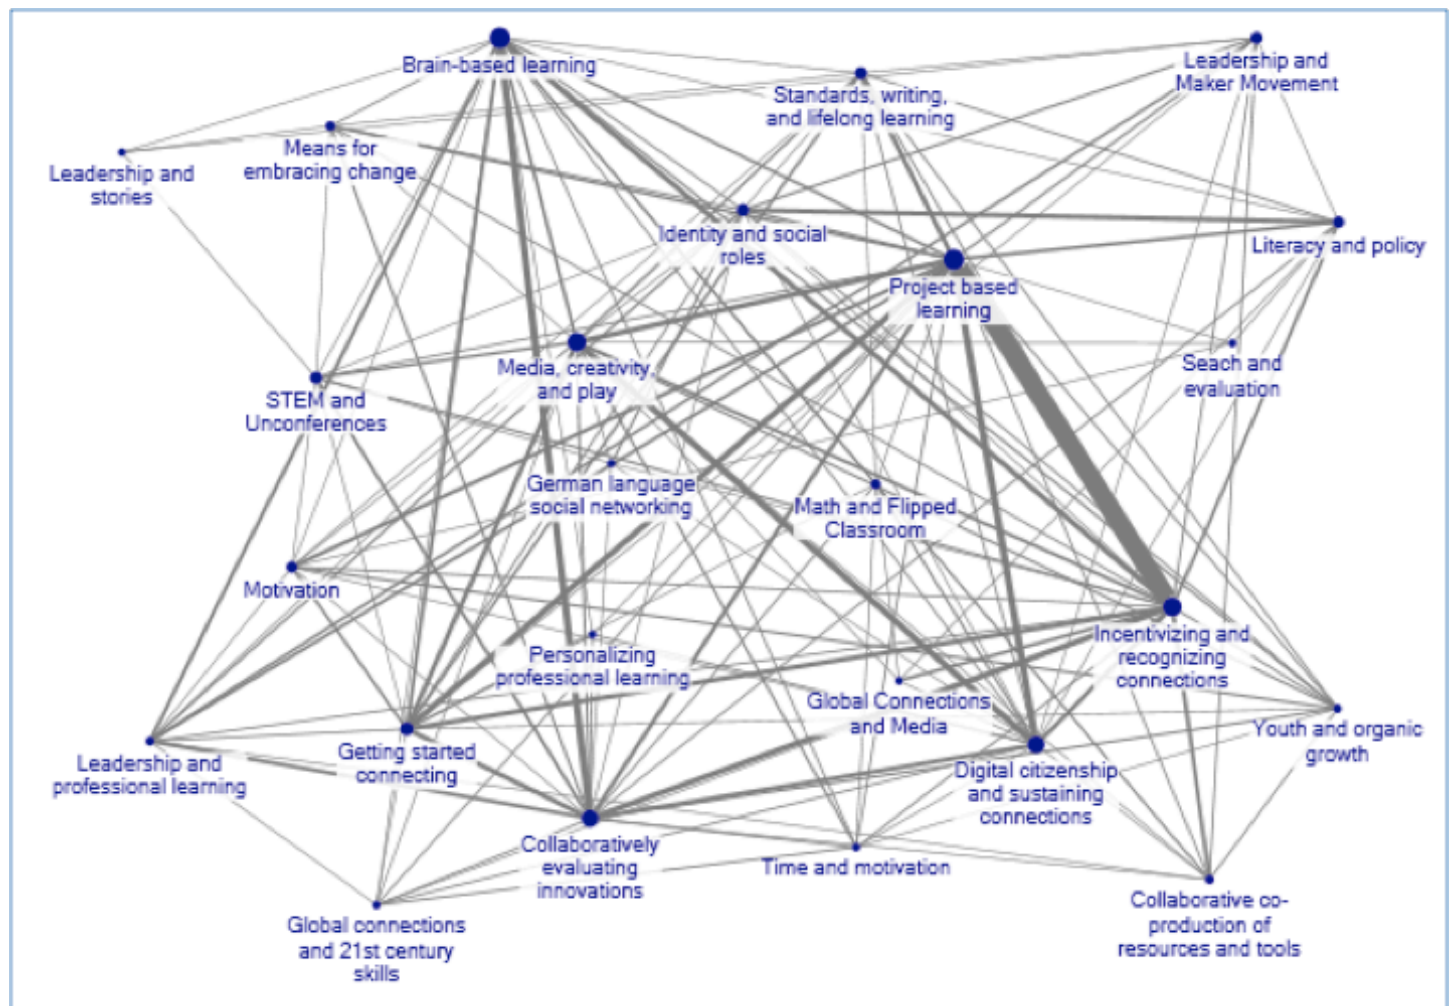 Brain-based learning
Leadership and
Maker Movement
Standards, writing,
and lifelong learning
Means for
embracing change
Leadership and
stories
Identity and social
roles
Literacy and policy
Project based
learning
Media, creativity,
and play
Seach and
evaluation
STEM and
Unconferences
German language
social networking
Math and Flipped
Classroom
Motivation
Incentivizing and
recognizing
connections
Personalizing
professional learning
Global Connections
and Media
Youth and organic
growth
Leadership and
professional learning
Getting started
connecting
Digital citizenship
and sustaining
connections
Collaboratively
evaluating
innovations
Time and motivation
Collaborative co-
production of
resources and tools
Global connections
and 21st century
skills